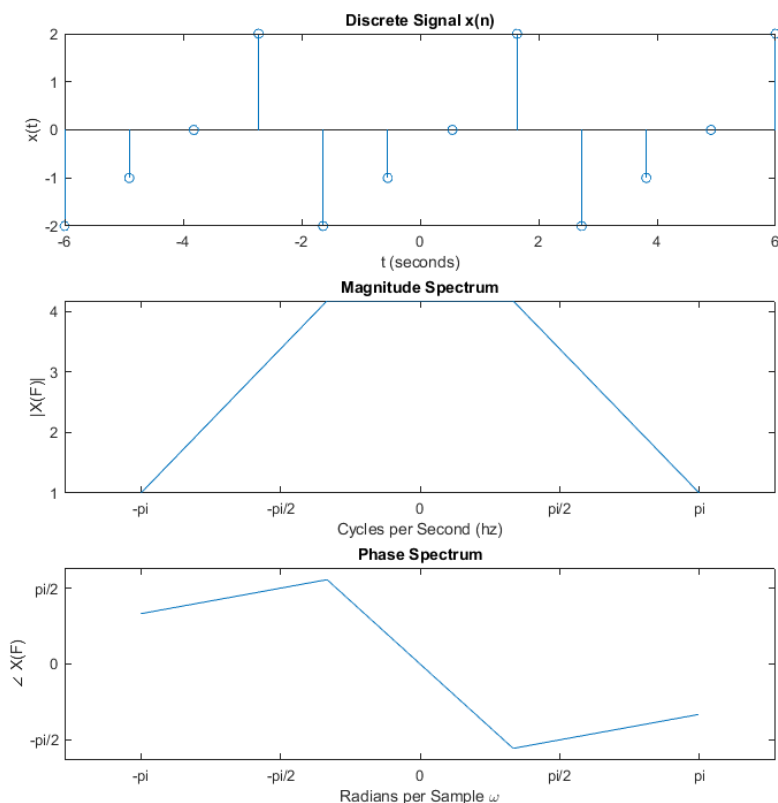 Discrete Signal x(n)
2
1
0
-1
-2
x(t)
-6
-4
-2
0
2
4
6
t (seconds)
Magnitude Spectrum
4
3
2
1
|X(F)|
-pi
-pi/2
0
pi/2
pi
Cycles per Second (hz)
Phase Spectrum
pi/2
0
-pi/2
∠ X(F)
-pi
-pi/2
0
pi/2
pi
Radians per Sample ω